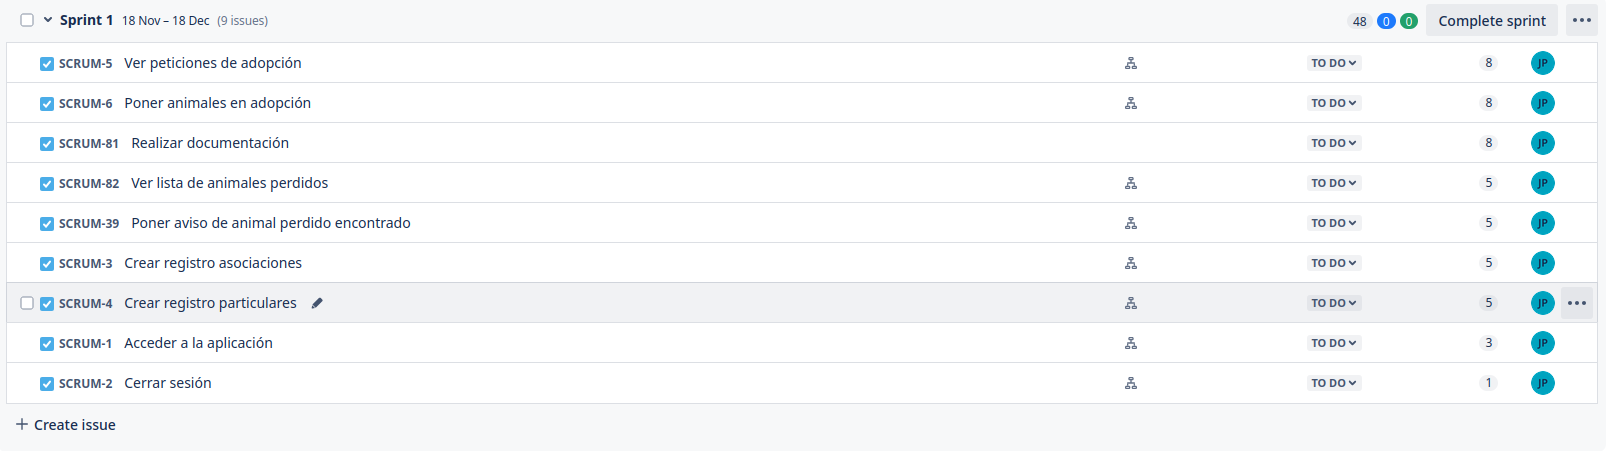 Sprint 1 18 Nov – 18 Dec (9 issues) 48 0 0 Complete sprint
SCRUM-5 Ver peticiones de adopción TO DO 8 JP
SCRUM-6 Poner animales en adopción TO DO 8 JP
SCRUM-81 Realizar documentación TO DO 8 JP
SCRUM-82 Ver lista de animales perdidos TO DO 5 JP
SCRUM-39 Poner aviso de animal perdido encontrado TO DO 5 JP
SCRUM-3 Crear registro asociaciones TO DO 5 JP
SCRUM-4 Crear registro particulares TO DO 5 JP
SCRUM-1 Acceder a la aplicación TO DO 3 JP
SCRUM-2 Cerrar sesión TO DO 1 JP
+ Create issue